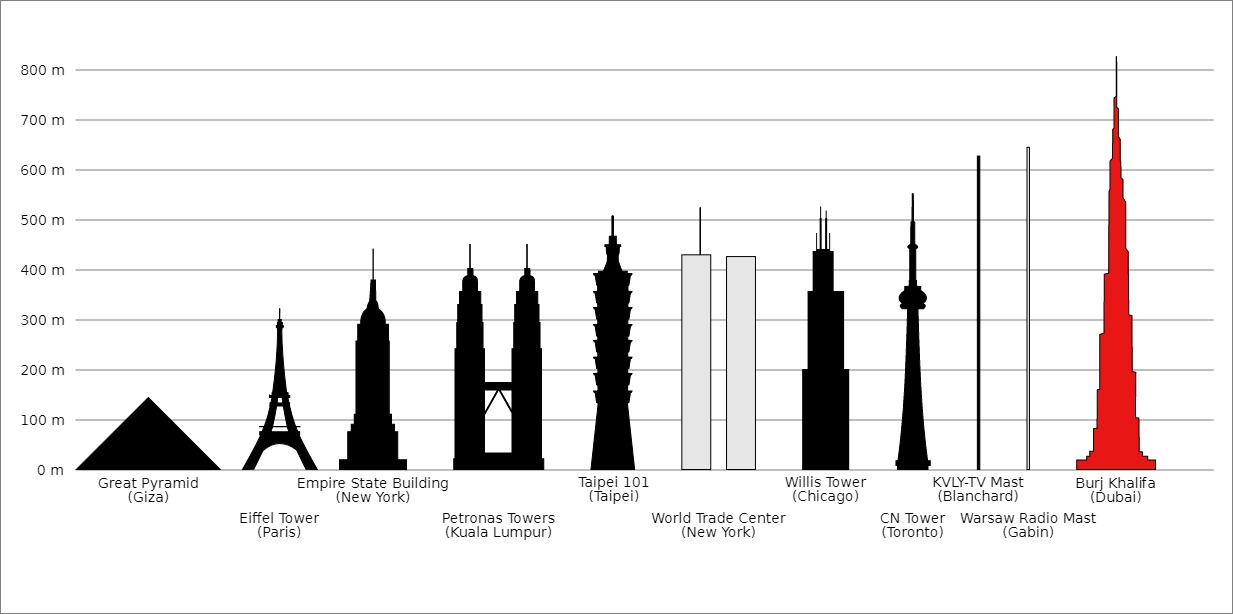 800 m
700 m
600 m
500 m
400 m
300 m
200 m
100 m
0 m
Great Pyramid
(Giza)
Eiffel Tower
(Paris)
Empire State Building
(New York)
Petronas Towers
(Kuala Lumpur)
Taipei 101
(Taipei)
World Trade Center
(New York)
Willis Tower
(Chicago)
CN Tower
(Toronto)
KVLY-TV Mast
(Blanchard)
Warsaw Radio Mast
(Gabin)
Burj Khalifa
(Dubai)